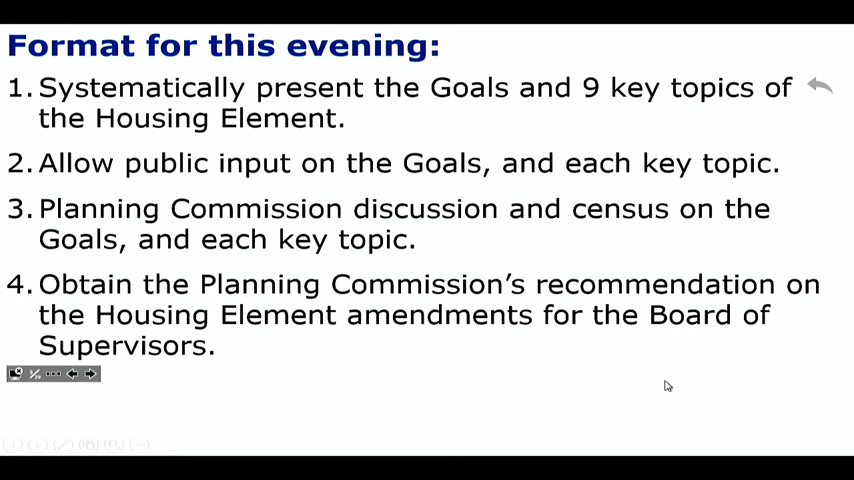 Format for this evening:
1. Systematically present the Goals and 9 key topics of
the Housing Element.
2. Allow public input on the Goals, and each key topic.
3. Planning Commission discussion and census on the
Goals, and each key topic.
4. Obtain the Planning Commission's recommendation on
the Housing Element amendments for the Board of
Supervisors.